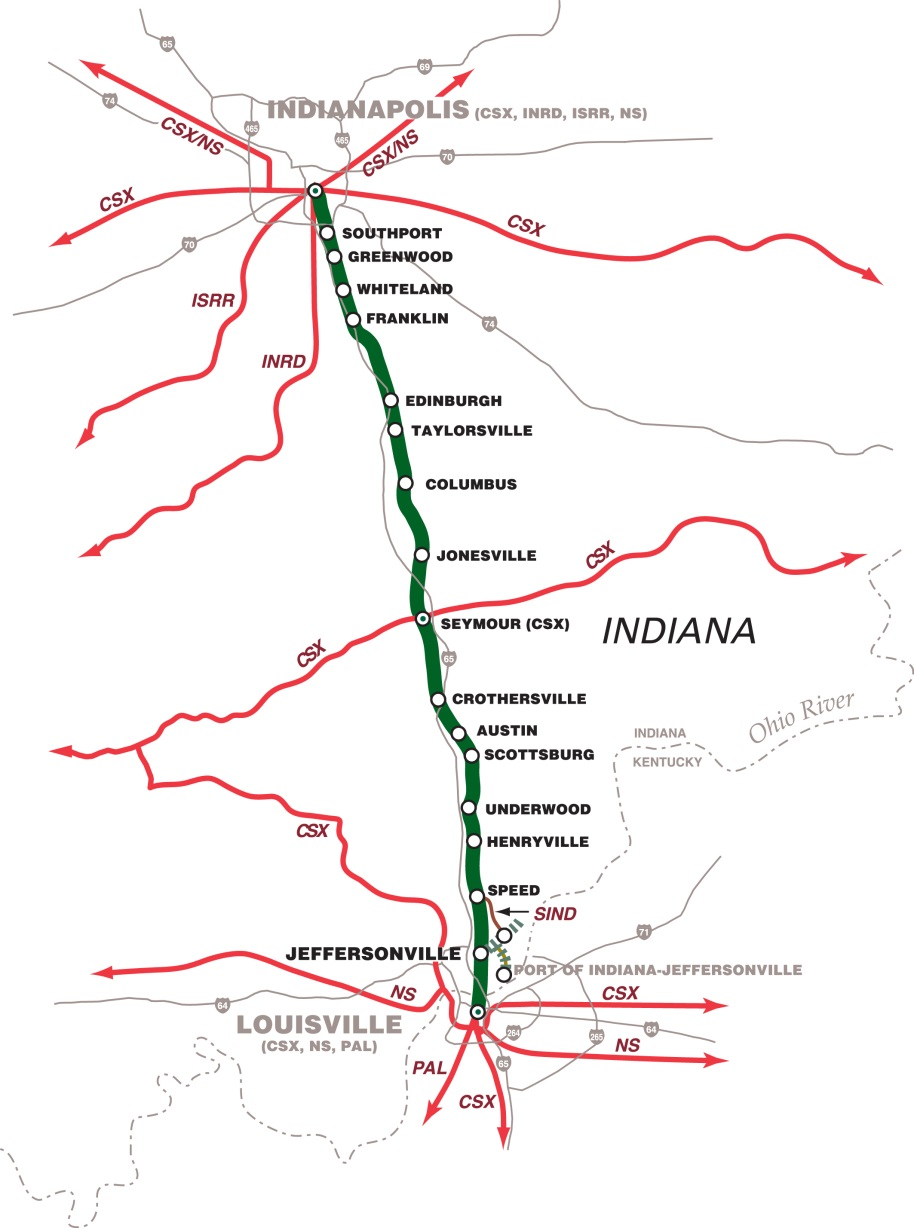 65
69
74
INDIANAPOLIS (CSX, INRD, ISRR, NS)
465
CSX/NS
465
CSX/NS
70
CSX
CSX
SOUTHPORT
70
GREENWOOD
WHITELAND
ISRR
FRANKLIN
74
INRD
EDINBURGH
TAYLORSVILLE
COLUMBUS
JONESVILLE
CSX
SEYMOUR (CSX)
INDIANA
CSX
65
CROTHERSVILLE
Ohio River
AUSTIN
INDIANA
SCOTTSBURG
KENTUCKY
UNDERWOOD
CSX
HENRYVILLE
SPEED
SIND
71
JEFFERSONVILLE
PORT OF INDIANA-JEFFERSONVILLE
NS
CSX
64
LOUISVILLE
(CSX, NS, PAL)
264
265
64
NS
PAL
65
CSX